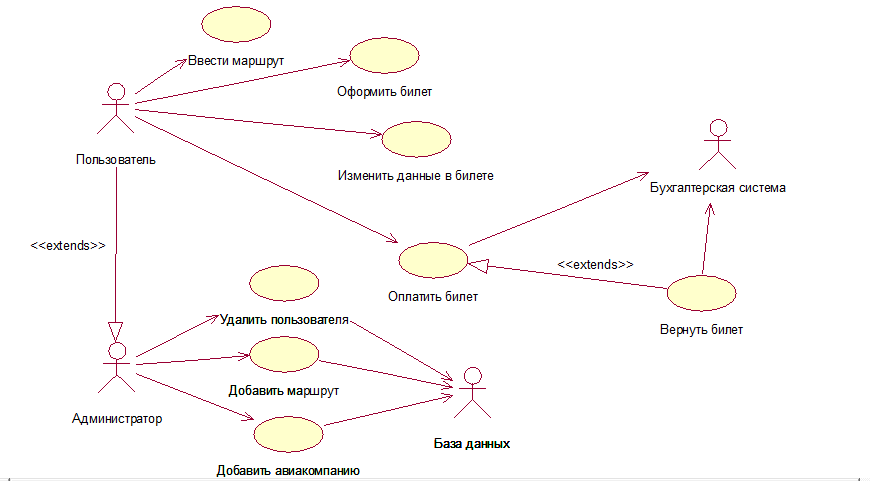 Ввести маршрут
Оформить билет
Пользователь
Изменить данные в билете
Бухгалтерская система
<<extends>>
<<extends>>
Оплатить билет
Вернуть билет
Удалить пользователя
Добавить маршрут
Администратор
База данных
Добавить авиакомпанию